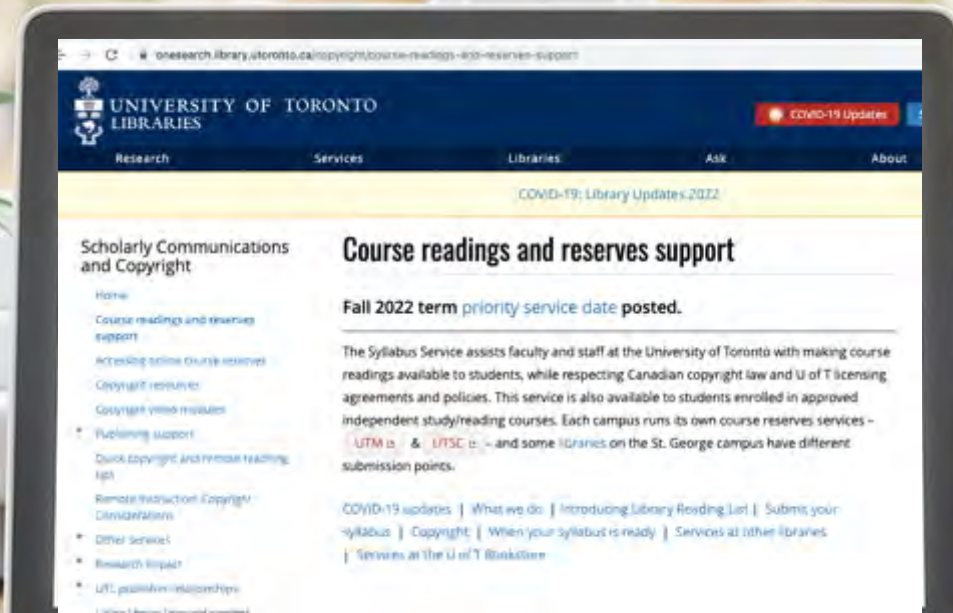 onesearch.library.utoronto.ca/copyright/course-readings-and-reserves-support
UNIVERSITY OF TORONTO
LIBRARIES
COVID-19 Updates
Research Services Libraries Ask About
COVID-19: Library Updates 2022
Scholarly Communications
and Copyright
Home
Course readings and reserves
support
Accessing online course reserves
Copyright resources
Copyright video modules
Publishing support
Quick copyright and remote teaching
tips
Remote Instruction: Copyright
Considerations
Other services
Research impact
UTL publisher relationships
Course readings and reserves support
Fall 2022 term priority service date posted.
The Syllabus Service assists faculty and staff at the University of Toronto with making course
readings available to students, while respecting Canadian copyright law and U of T licensing
agreements and policies. This service is also available to students enrolled in approved
independent study/reading courses. Each campus runs its own course reserves services –
UTM & UTSC – and some libraries on the St. George campus have different
submission points.
COVID-19 updates | What we do | Introducing Library Reading List | Submit your
syllabus | Copyright | When your syllabus is ready | Services at other libraries
| Services at the U of T Bookstore